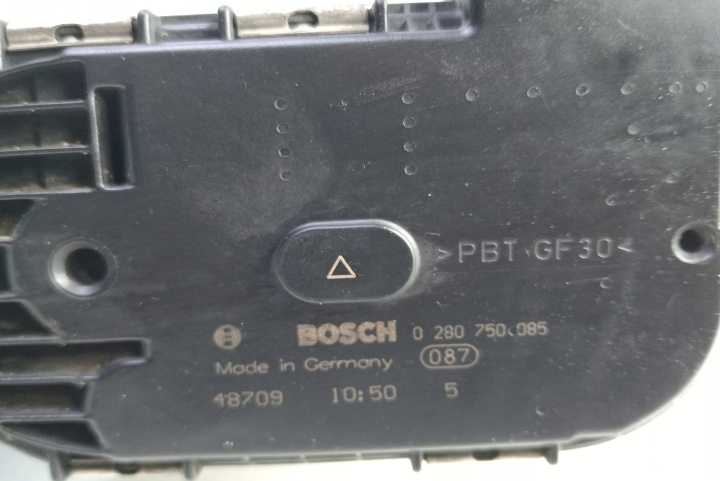 >PBT-GF30<
BOSCH 0 280 750 085
Made in Germany 087
48709 10:50 5